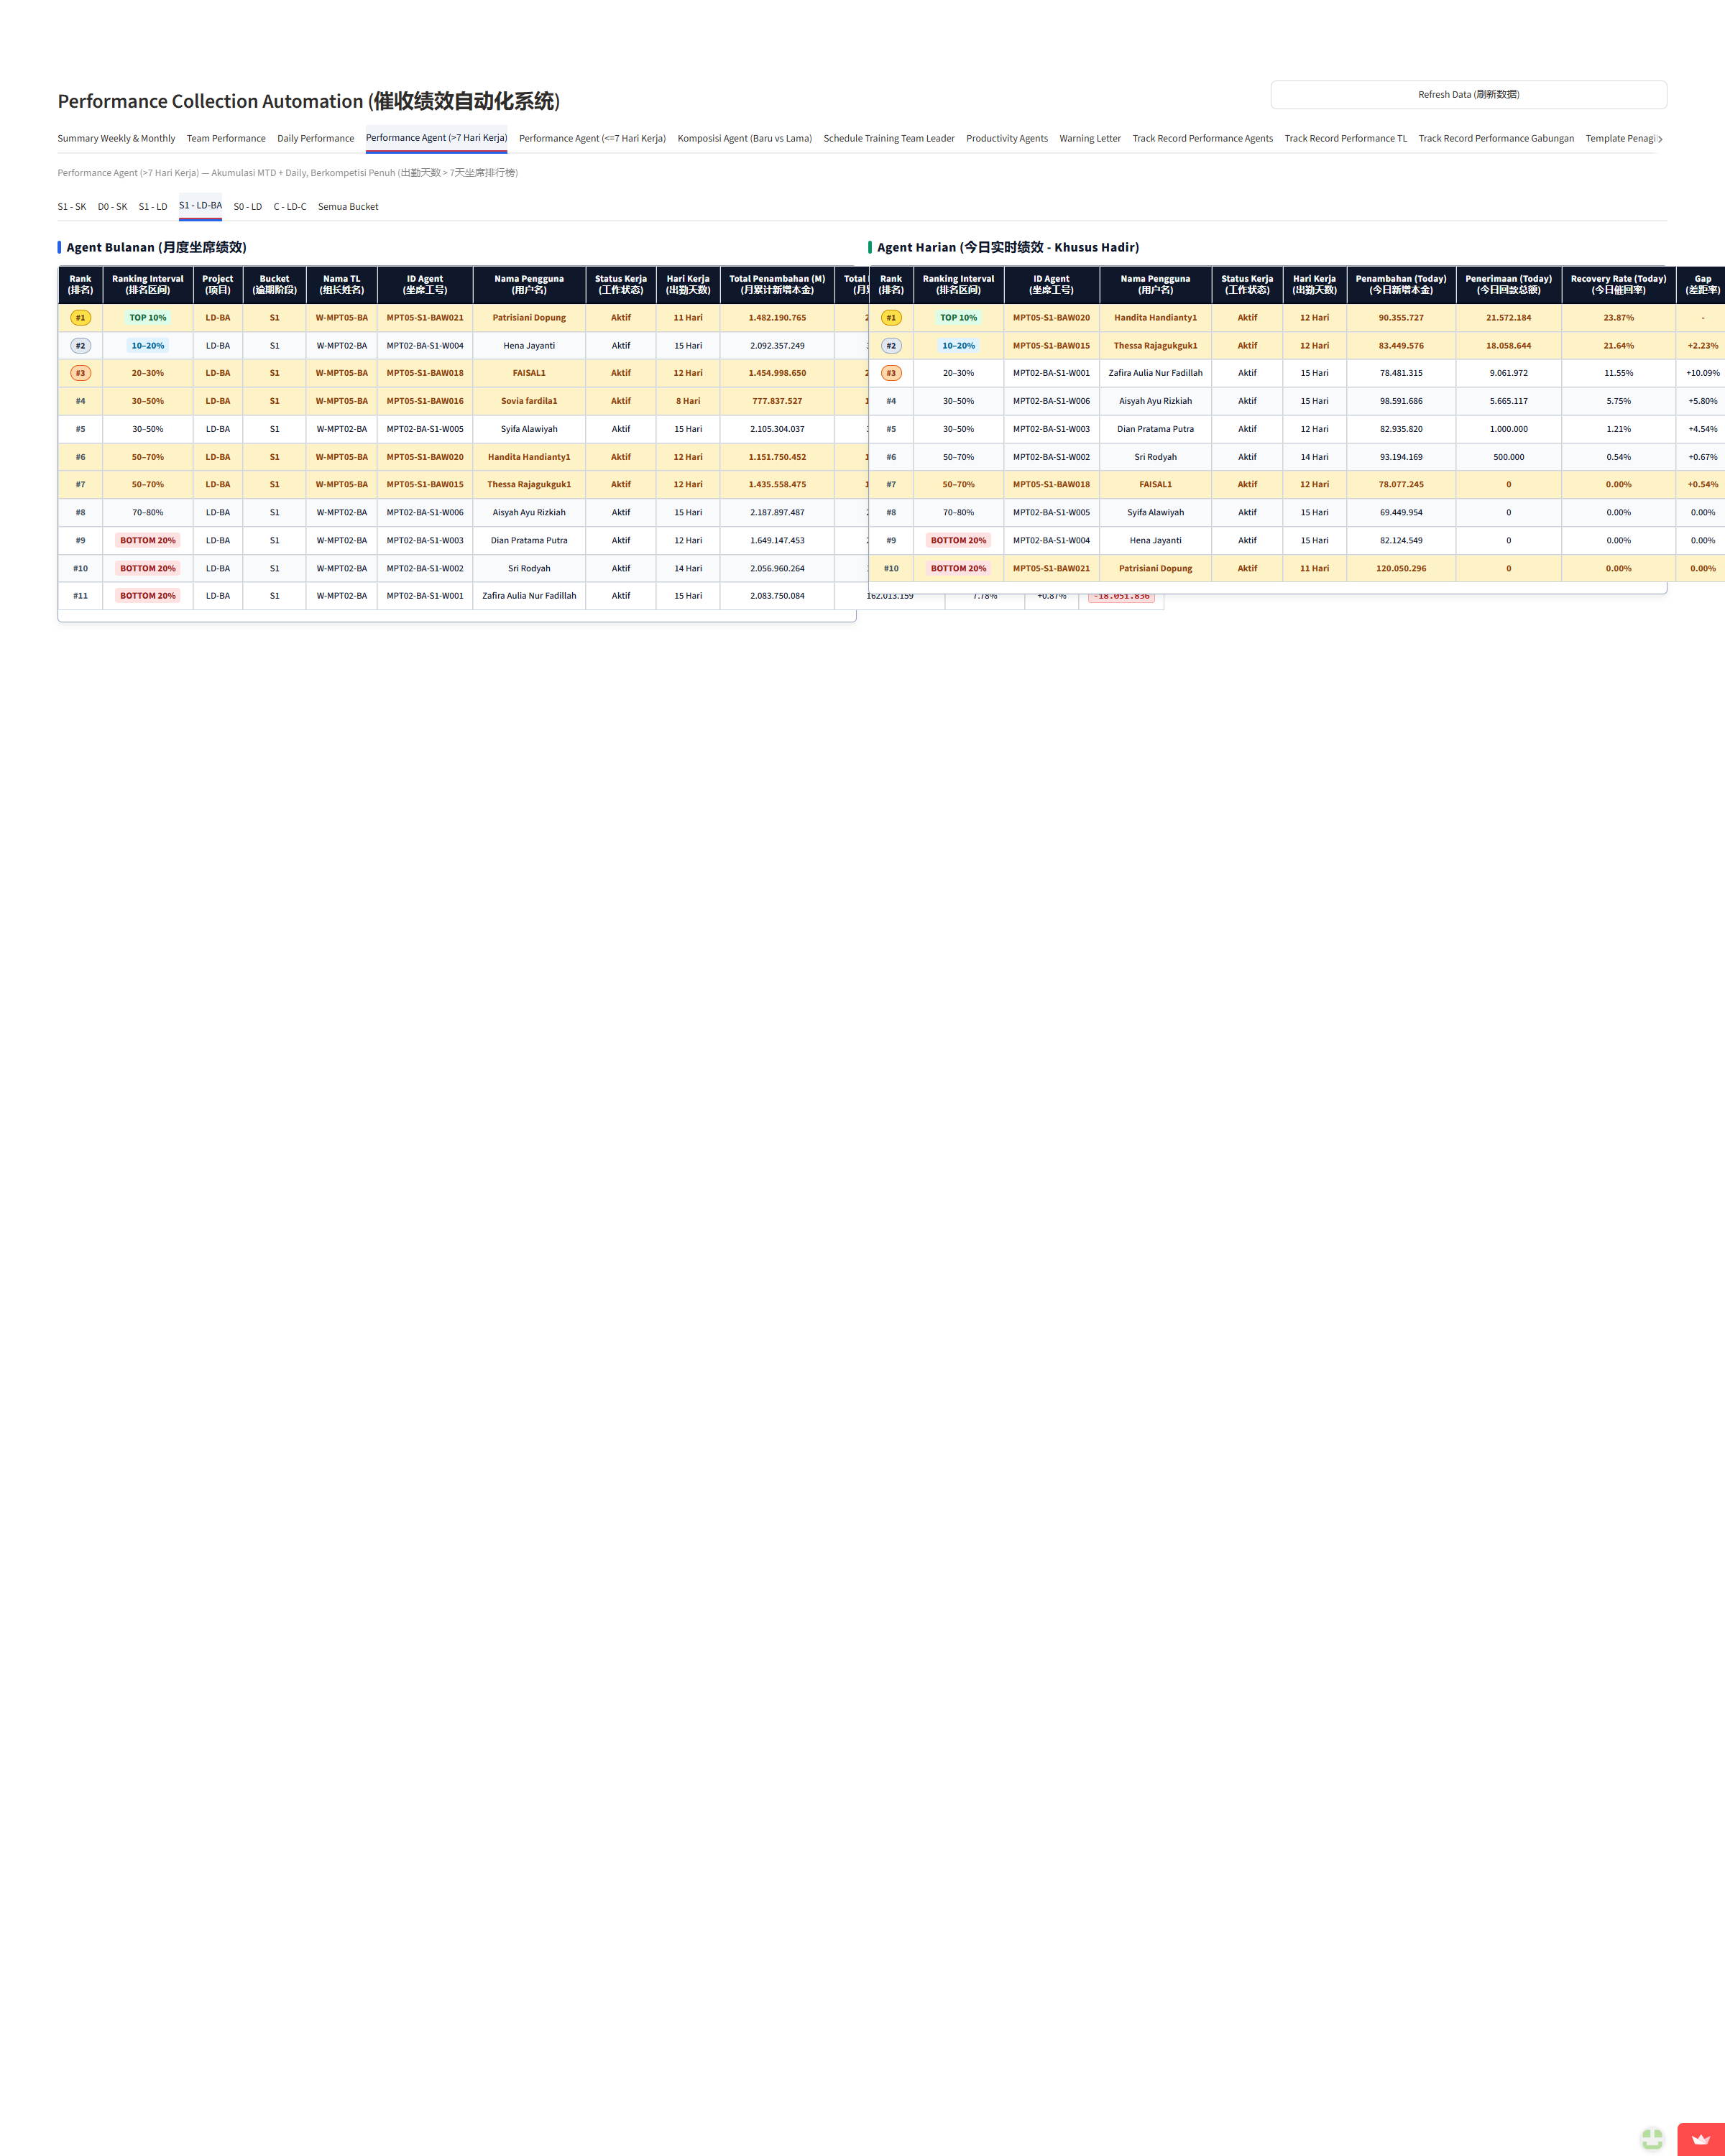 Performance Collection Automation (催收绩效自动化系统)
Refresh Data (刷新数据)
Summary Weekly & Monthly Team Performance Daily Performance Performance Agent (>7 Hari Kerja) Performance Agent (<=7 Hari Kerja) Komposisi Agent (Baru vs Lama) Schedule Training Team Leader Productivity Agents Warning Letter Track Record Performance Agents Track Record Performance TL Track Record Performance Gabungan Template
Performance Agent (>7 Hari Kerja) — Akumulasi MTD + Daily, Berkompetisi Penuh (出勤天数 > 7天坐席排行榜)
S1 - SK D0 - SK S1 - LD S1 - LD-BA S0 - LD C - LD-C Semua Bucket
Agent Bulanan (月度坐席绩效)
Rank Ranking Interval Project Bucket Nama TL ID Agent Nama Pengguna Status Kerja Hari Kerja Total Penambahan (M) Total
(排名) (排名区间) (项目) (逾期阶段) (组长姓名) (坐席工号) (用户名) (工作状态) (出勤天数) (月累计新增本金)
#1 TOP 10% LD-BA S1 W-MPT05-BA MPT05-S1-BAW021 Patrisiani Dopung Aktif 11 Hari 1.482.190.765
#2 10–20% LD-BA S1 W-MPT02-BA MPT02-BA-S1-W004 Hena Jayanti Aktif 15 Hari 2.092.357.249
#3 20–30% LD-BA S1 W-MPT05-BA MPT05-S1-BAW018 FAISAL1 Aktif 12 Hari 1.454.998.650
#4 30–50% LD-BA S1 W-MPT05-BA MPT05-S1-BAW016 Sovia fardila1 Aktif 8 Hari 777.837.527
#5 30–50% LD-BA S1 W-MPT02-BA MPT02-BA-S1-W005 Syifa Alawiyah Aktif 15 Hari 2.105.304.037
#6 50–70% LD-BA S1 W-MPT05-BA MPT05-S1-BAW020 Handita Handianty1 Aktif 12 Hari 1.151.750.452
#7 50–70% LD-BA S1 W-MPT05-BA MPT05-S1-BAW015 Thessa Rajagukguk1 Aktif 12 Hari 1.435.558.475
#8 70–80% LD-BA S1 W-MPT02-BA MPT02-BA-S1-W006 Aisyah Ayu Rizkiah Aktif 15 Hari 2.187.897.487
#9 BOTTOM 20% LD-BA S1 W-MPT02-BA MPT02-BA-S1-W003 Dian Pratama Putra Aktif 12 Hari 1.649.147.453
#10 BOTTOM 20% LD-BA S1 W-MPT02-BA MPT02-BA-S1-W002 Sri Rodyah Aktif 14 Hari 2.056.960.264
#11 BOTTOM 20% LD-BA S1 W-MPT02-BA MPT02-BA-S1-W001 Zafira Aulia Nur Fadillah Aktif 15 Hari 2.083.750.084 162.013.159 7.78% +0.87% -18.051.836
Agent Harian (今日实时绩效 - Khusus Hadir)
Rank Ranking Interval ID Agent Nama Pengguna Status Kerja Hari Kerja Penambahan (Today) Penerimaan (Today) Recovery Rate (Today) Gap
(排名) (排名区间) (坐席工号) (用户名) (工作状态) (出勤天数) (今日新增本金) (今日回款总额) (今日催回率) (差距率)
#1 TOP 10% MPT05-S1-BAW020 Handita Handianty1 Aktif 12 Hari 90.355.727 21.572.184 23.87% -
#2 10–20% MPT05-S1-BAW015 Thessa Rajagukguk1 Aktif 12 Hari 83.449.576 18.058.644 21.64% +2.23%
#3 20–30% MPT02-BA-S1-W001 Zafira Aulia Nur Fadillah Aktif 15 Hari 78.481.315 9.061.972 11.55% +10.09%
#4 30–50% MPT02-BA-S1-W006 Aisyah Ayu Rizkiah Aktif 15 Hari 98.591.686 5.665.117 5.75% +5.80%
#5 30–50% MPT02-BA-S1-W003 Dian Pratama Putra Aktif 12 Hari 82.935.820 1.000.000 1.21% +4.54%
#6 50–70% MPT02-BA-S1-W002 Sri Rodyah Aktif 14 Hari 93.194.169 500.000 0.54% +0.67%
#7 50–70% MPT05-S1-BAW018 FAISAL1 Aktif 12 Hari 78.077.245 0 0.00% +0.54%
#8 70–80% MPT02-BA-S1-W005 Syifa Alawiyah Aktif 15 Hari 69.449.954 0 0.00% 0.00%
#9 BOTTOM 20% MPT02-BA-S1-W004 Hena Jayanti Aktif 15 Hari 82.124.549 0 0.00% 0.00%
#10 BOTTOM 20% MPT05-S1-BAW021 Patrisiani Dopung Aktif 11 Hari 120.050.296 0 0.00% 0.00%